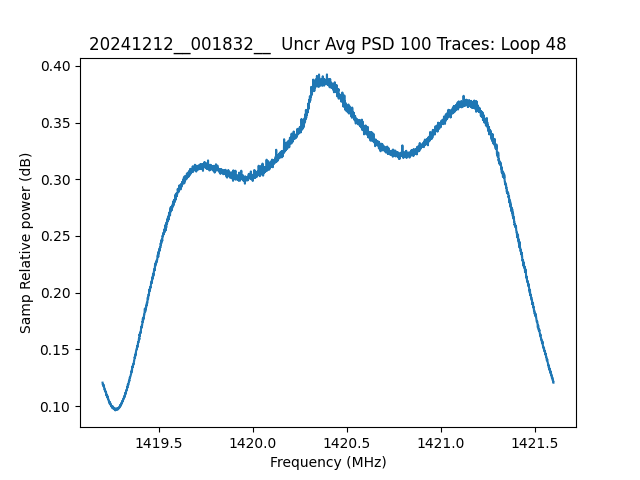 20241212__001832__  Uncr Avg PSD 100 Traces: Loop 48
0.40
0.35
0.30
0.25
0.20
0.15
0.10
Samp Relative power (dB)
1419.5 1420.0 1420.5 1421.0 1421.5
Frequency (MHz)